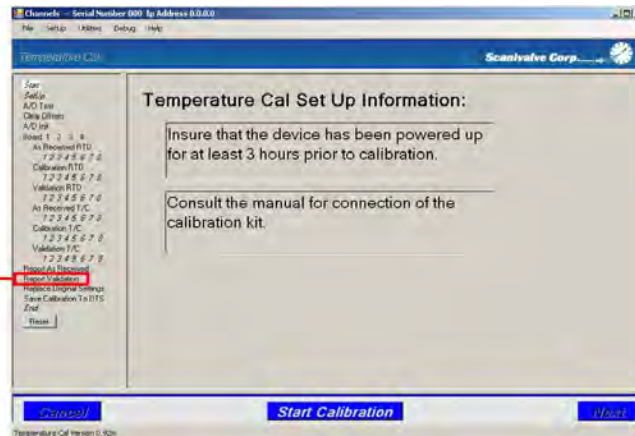 Channels -- Serial Number 000 Ip Address 0.0.0.0
File Setup Utilities Debug Help
Temperature Cal
Scanivalve Corp.
Start
SetUp
A/D Test
Clear Offsets
A/D Init
Board 1 2 3 4
As Received RTD
1 2 3 4 5 6 7 8
Calibration RTD
1 2 3 4 5 6 7 8
Validation RTD
1 2 3 4 5 6 7 8
As Received T/C
1 2 3 4 5 6 7 8
Calibration T/C
1 2 3 4 5 6 7 8
Validation T/C
1 2 3 4 5 6 7 8
Report As Received
Report Validation
Replace Original Settings
Save Calibration To DTS
End
Reset
Temperature Cal Set Up Information:
Insure that the device has been powered up
for at least 3 hours prior to calibration.
Consult the manual for connection of the
calibration kit.
Cancel
Start Calibration
Next
Temperature Cal Version